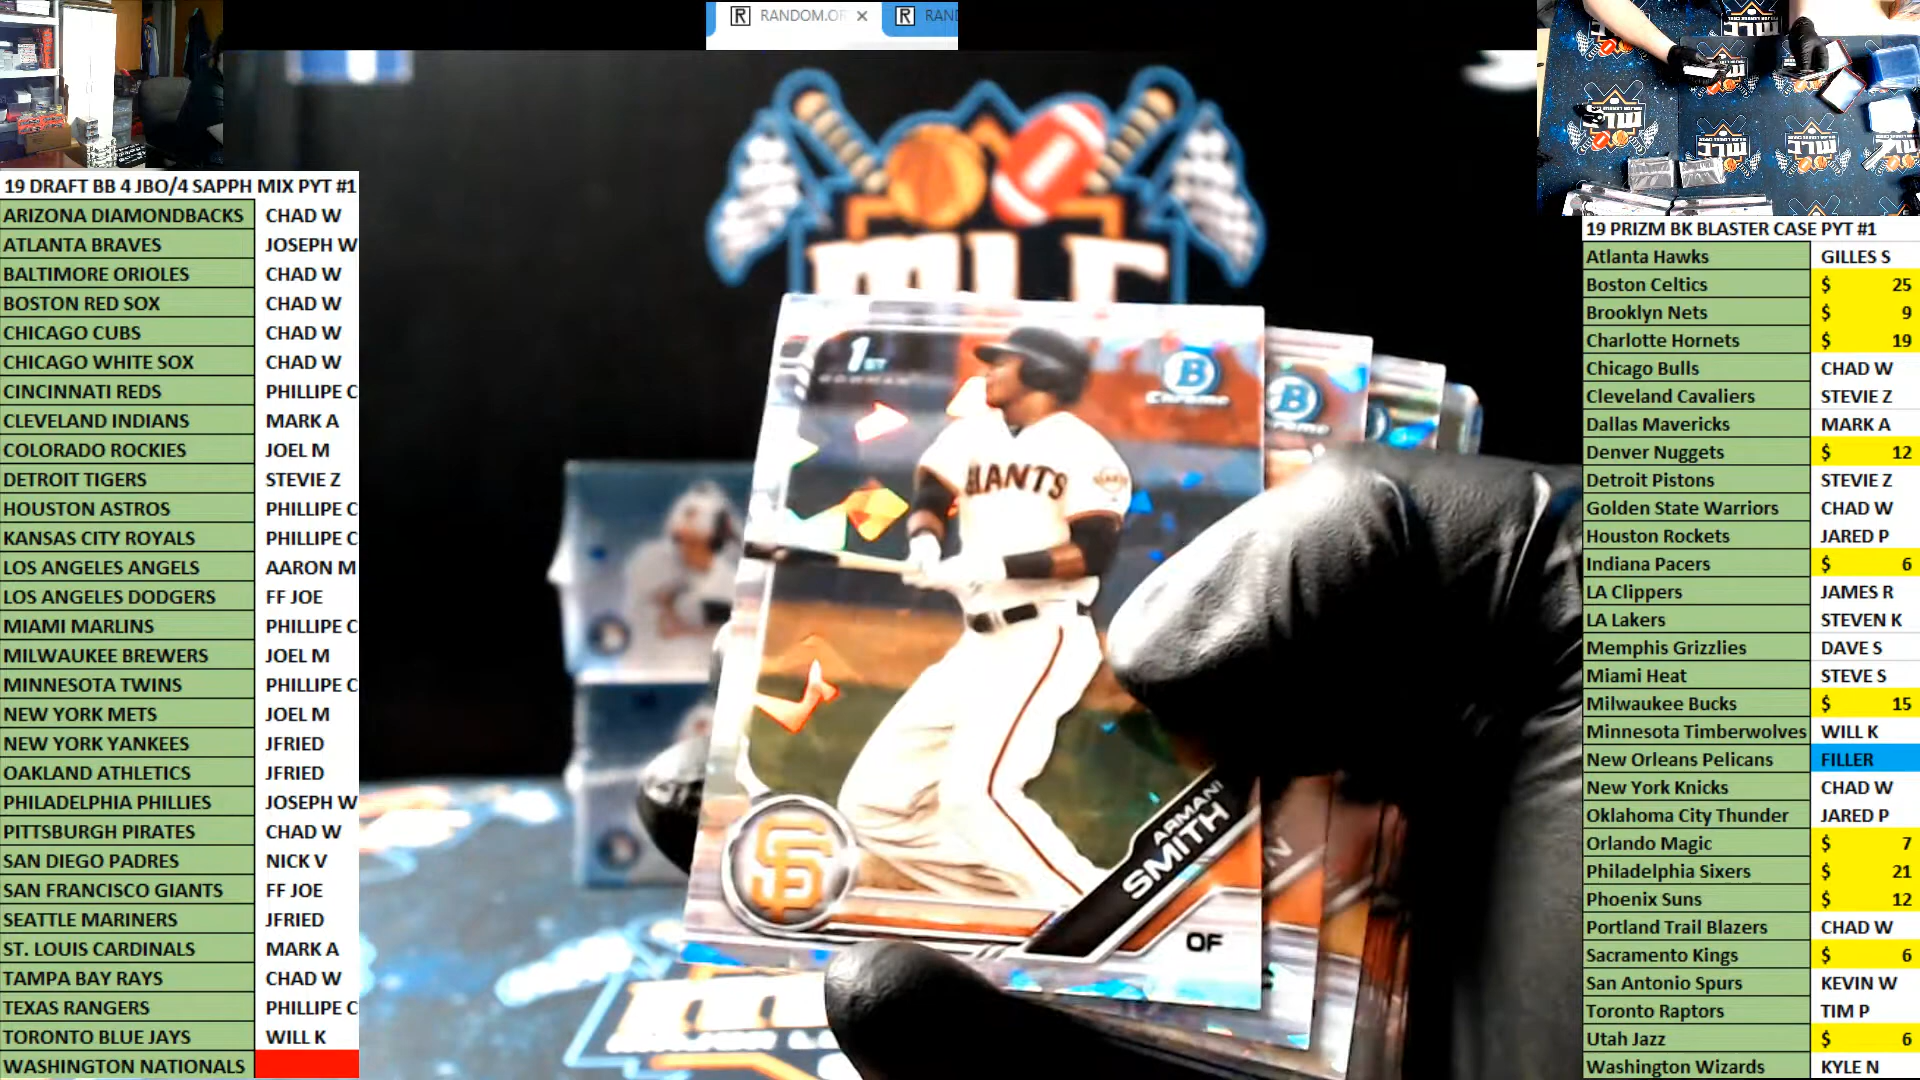 RANDOM.OR
RAND
19 DRAFT BB 4 JBO/4 SAPPH MIX PYT #1
ARIZONA DIAMONDBACKS CHAD W
ATLANTA BRAVES JOSEPH W
BALTIMORE ORIOLES CHAD W
BOSTON RED SOX CHAD W
CHICAGO CUBS CHAD W
CHICAGO WHITE SOX CHAD W
CINCINNATI REDS PHILLIPE C
CLEVELAND INDIANS MARK A
COLORADO ROCKIES JOEL M
DETROIT TIGERS STEVIE Z
HOUSTON ASTROS PHILLIPE C
KANSAS CITY ROYALS PHILLIPE C
LOS ANGELES ANGELS AARON M
LOS ANGELES DODGERS FF JOE
MIAMI MARLINS PHILLIPE C
MILWAUKEE BREWERS JOEL M
MINNESOTA TWINS PHILLIPE C
NEW YORK METS JOEL M
NEW YORK YANKEES JFRIED
OAKLAND ATHLETICS JFRIED
PHILADELPHIA PHILLIES JOSEPH W
PITTSBURGH PIRATES CHAD W
SAN DIEGO PADRES NICK V
SAN FRANCISCO GIANTS FF JOE
SEATTLE MARINERS JFRIED
ST. LOUIS CARDINALS MARK A
TAMPA BAY RAYS CHAD W
TEXAS RANGERS PHILLIPE C
TORONTO BLUE JAYS WILL K
WASHINGTON NATIONALS
MLC
1ST
BOWMAN
B
Chrome
GIANTS
SF
ARMANI
SMITH
OF
19 PRIZM BK BLASTER CASE PYT #1
Atlanta Hawks GILLES S
Boston Celtics $ 25
Brooklyn Nets $ 9
Charlotte Hornets $ 19
Chicago Bulls CHAD W
Cleveland Cavaliers STEVIE Z
Dallas Mavericks MARK A
Denver Nuggets $ 12
Detroit Pistons STEVIE Z
Golden State Warriors CHAD W
Houston Rockets JARED P
Indiana Pacers $ 6
LA Clippers JAMES R
LA Lakers STEVEN K
Memphis Grizzlies DAVE S
Miami Heat STEVE S
Milwaukee Bucks $ 15
Minnesota Timberwolves WILL K
New Orleans Pelicans FILLER
New York Knicks CHAD W
Oklahoma City Thunder JARED P
Orlando Magic $ 7
Philadelphia Sixers $ 21
Phoenix Suns $ 12
Portland Trail Blazers CHAD W
Sacramento Kings $ 6
San Antonio Spurs KEVIN W
Toronto Raptors TIM P
Utah Jazz $ 6
Washington Wizards KYLE N